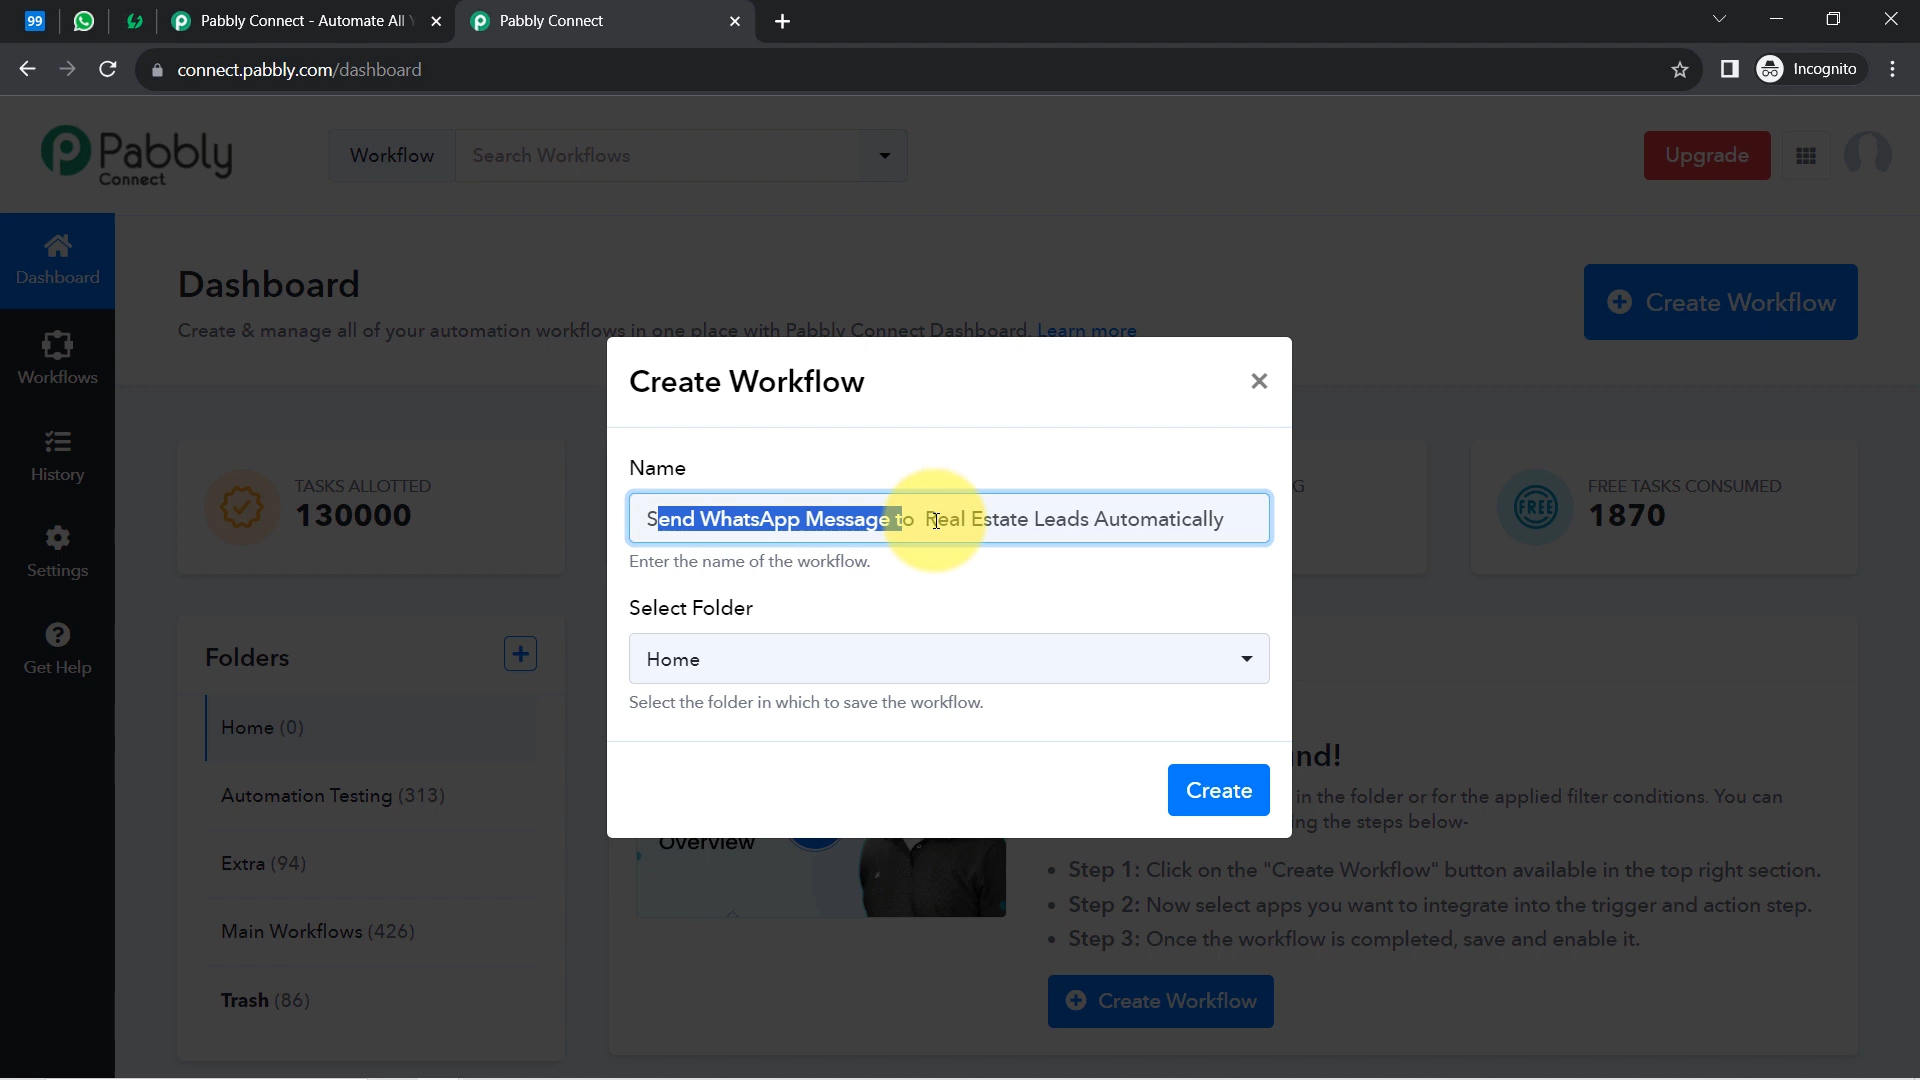 99
Pabbly Connect - Automate All
Pabbly Connect
connect.pabbly.com/dashboard
Incognito
Pabbly
Connect
Workflow
Search Workflows
Upgrade
Dashboard
Workflows
History
Settings
Get Help
Dashboard
Create & manage all of your automation workflows in one place with Pabbly Connect Dashboard. Learn more
Create Workflow
TASKS ALLOTTED
130000
G
FREE TASKS CONSUMED
1870
FREE
Folders
Home (0)
Automation Testing (313)
Extra (94)
Main Workflows (426)
Trash (86)
Create Workflow
Name
Send WhatsApp Message to Real Estate Leads Automatically
Enter the name of the workflow.
Select Folder
Home
Select the folder in which to save the workflow.
Create
Overview
nd!
in the folder or for the applied filter conditions. You can
ing the steps below-
• Step 1: Click on the "Create Workflow" button available in the top right section.
• Step 2: Now select apps you want to integrate into the trigger and action step.
• Step 3: Once the workflow is completed, save and enable it.
Create Workflow